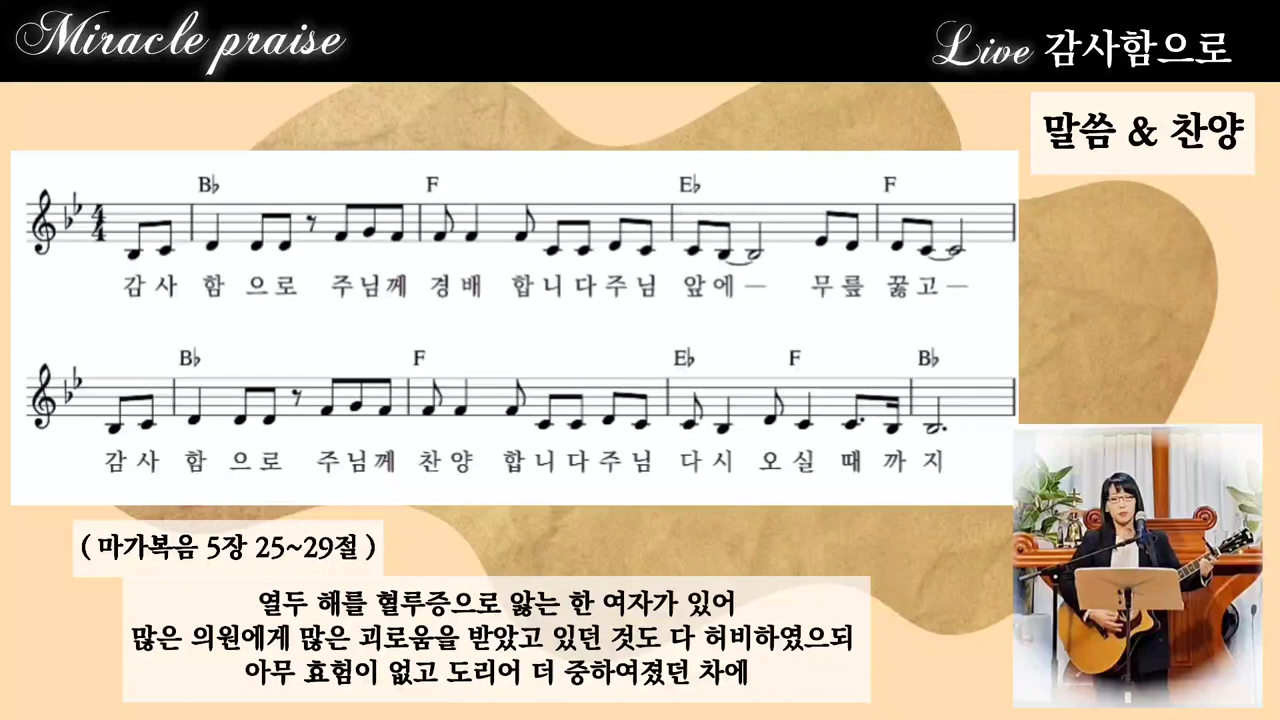 Miracle praise
Live 감사함으로
말씀 & 찬양
B♭ F E♭ F
4/4
감사 함 으로 주님께 경배 합니다주님 앞에— 무릎 꿇고—
B♭ F E♭ F B♭
감사 함 으로 주님께 찬양 합니다주님 다시 오실 때 까지
( 마가복음 5장 25~29절 )
열두 해를 혈루증으로 앓는 한 여자가 있어
많은 의원에게 많은 괴로움을 받았고 있던 것도 다 허비하였으되
아무 효험이 없고 도리어 더 중하여졌던 차에